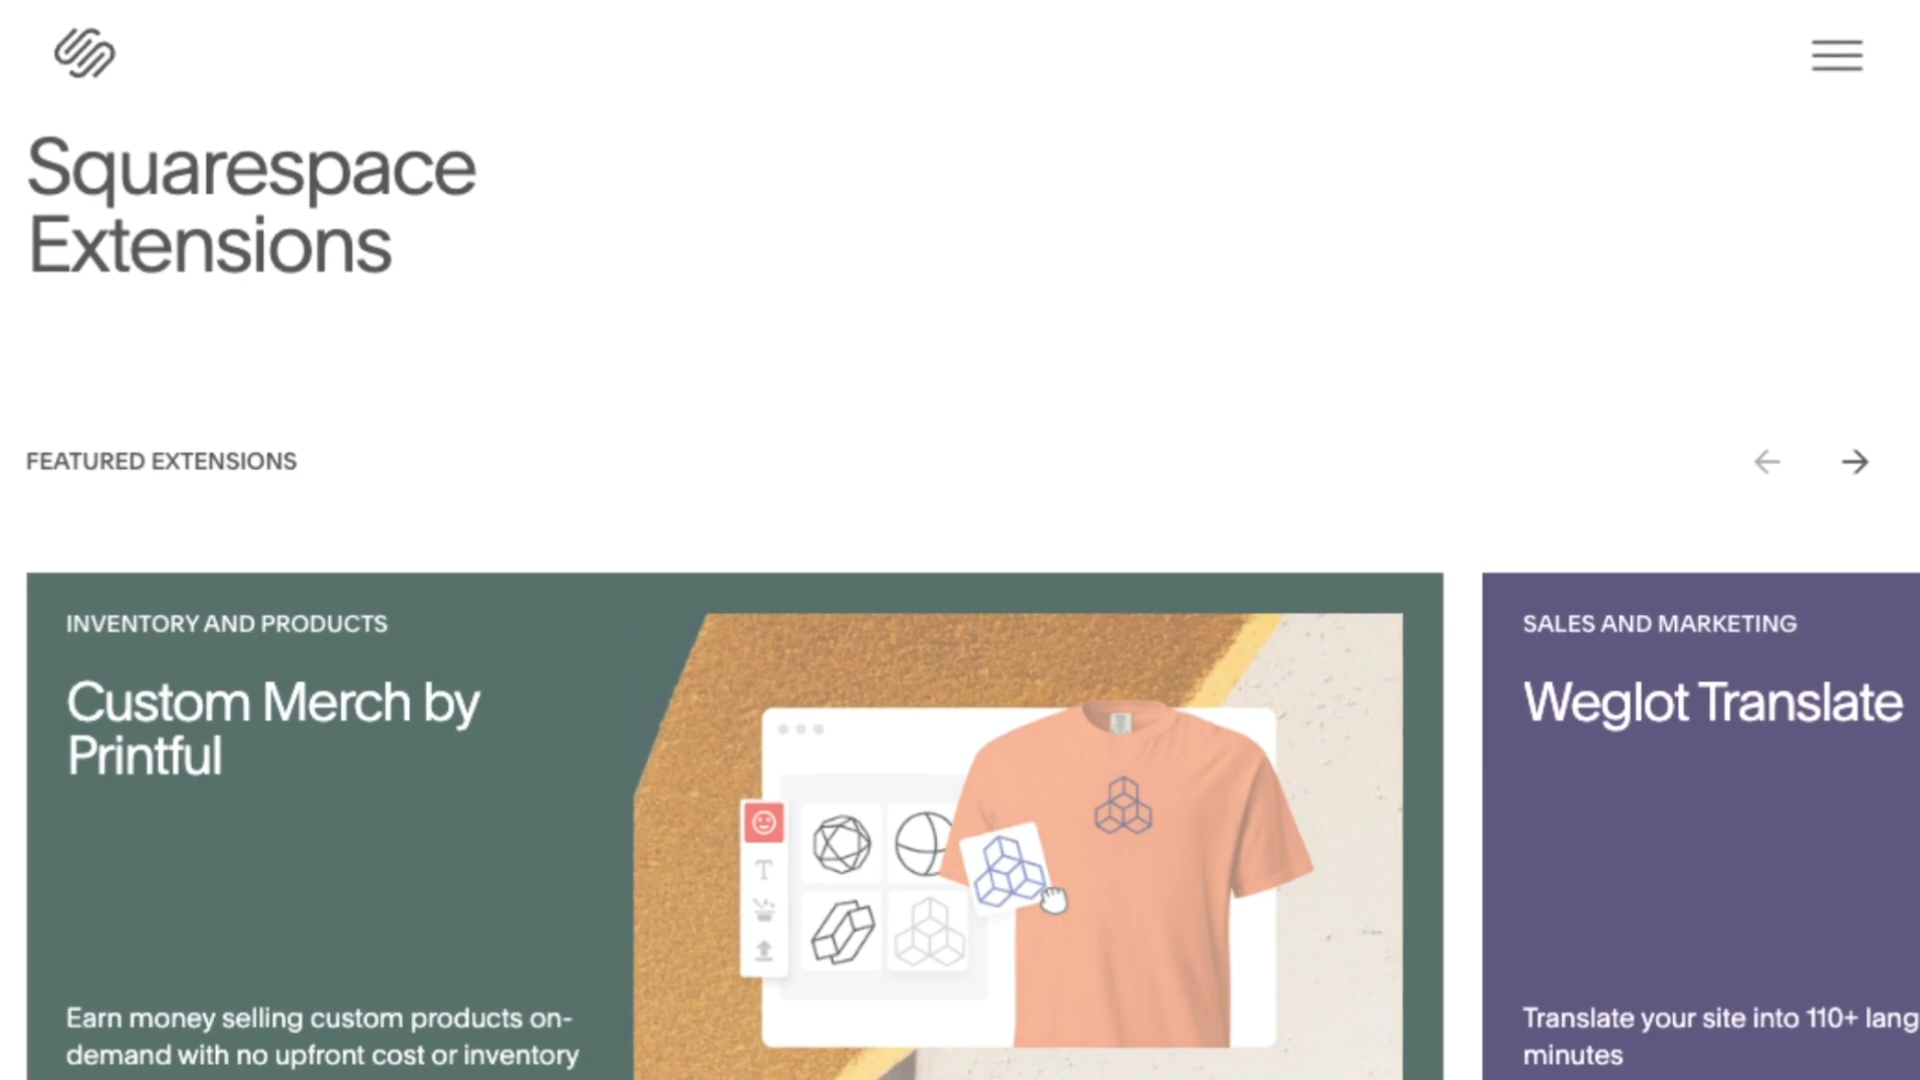 Squarespace
Extensions
FEATURED EXTENSIONS
INVENTORY AND PRODUCTS
Custom Merch by
Printful
T
Earn money selling custom products on-
demand with no upfront cost or inventory
SALES AND MARKETING
Weglot Translate
Translate your site into 110+ lang
minutes